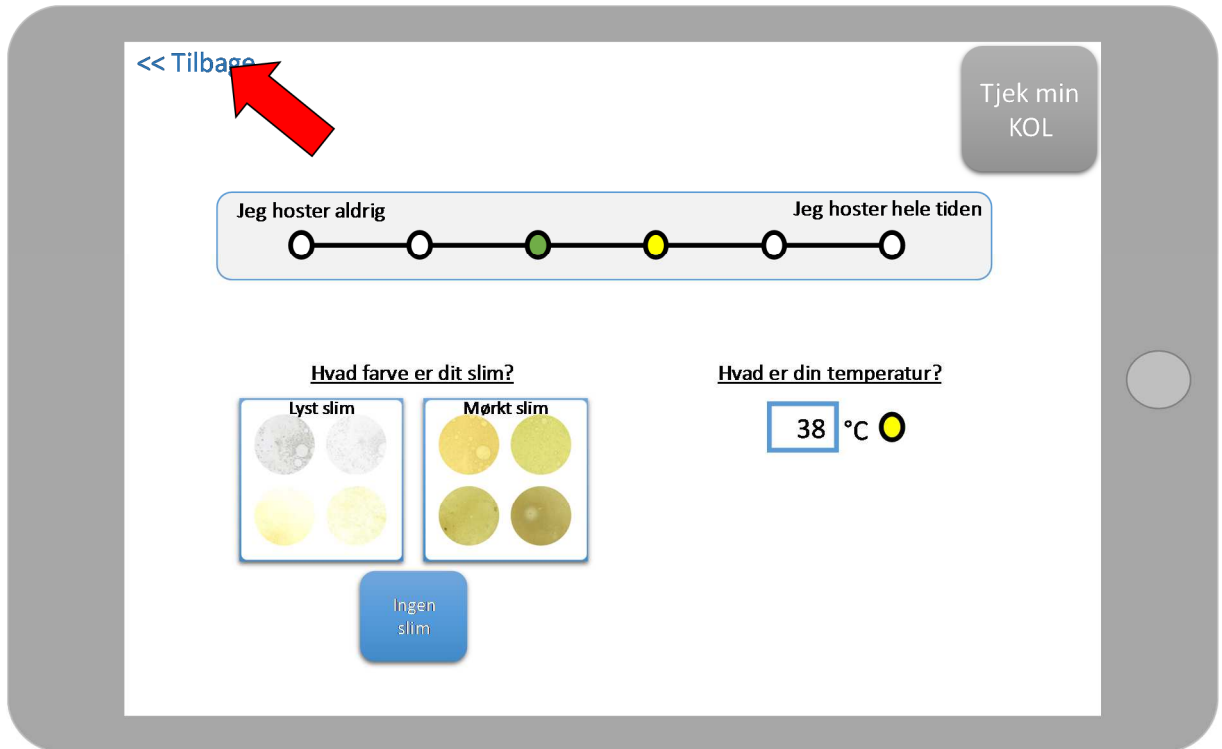 << Tilbage
Tjek min
KOL
Jeg hoster aldrig
Jeg hoster hele tiden
Hvad farve er dit slim?
Hvad er din temperatur?
Lyst slim
Mørkt slim
38 °C
Ingen
slim